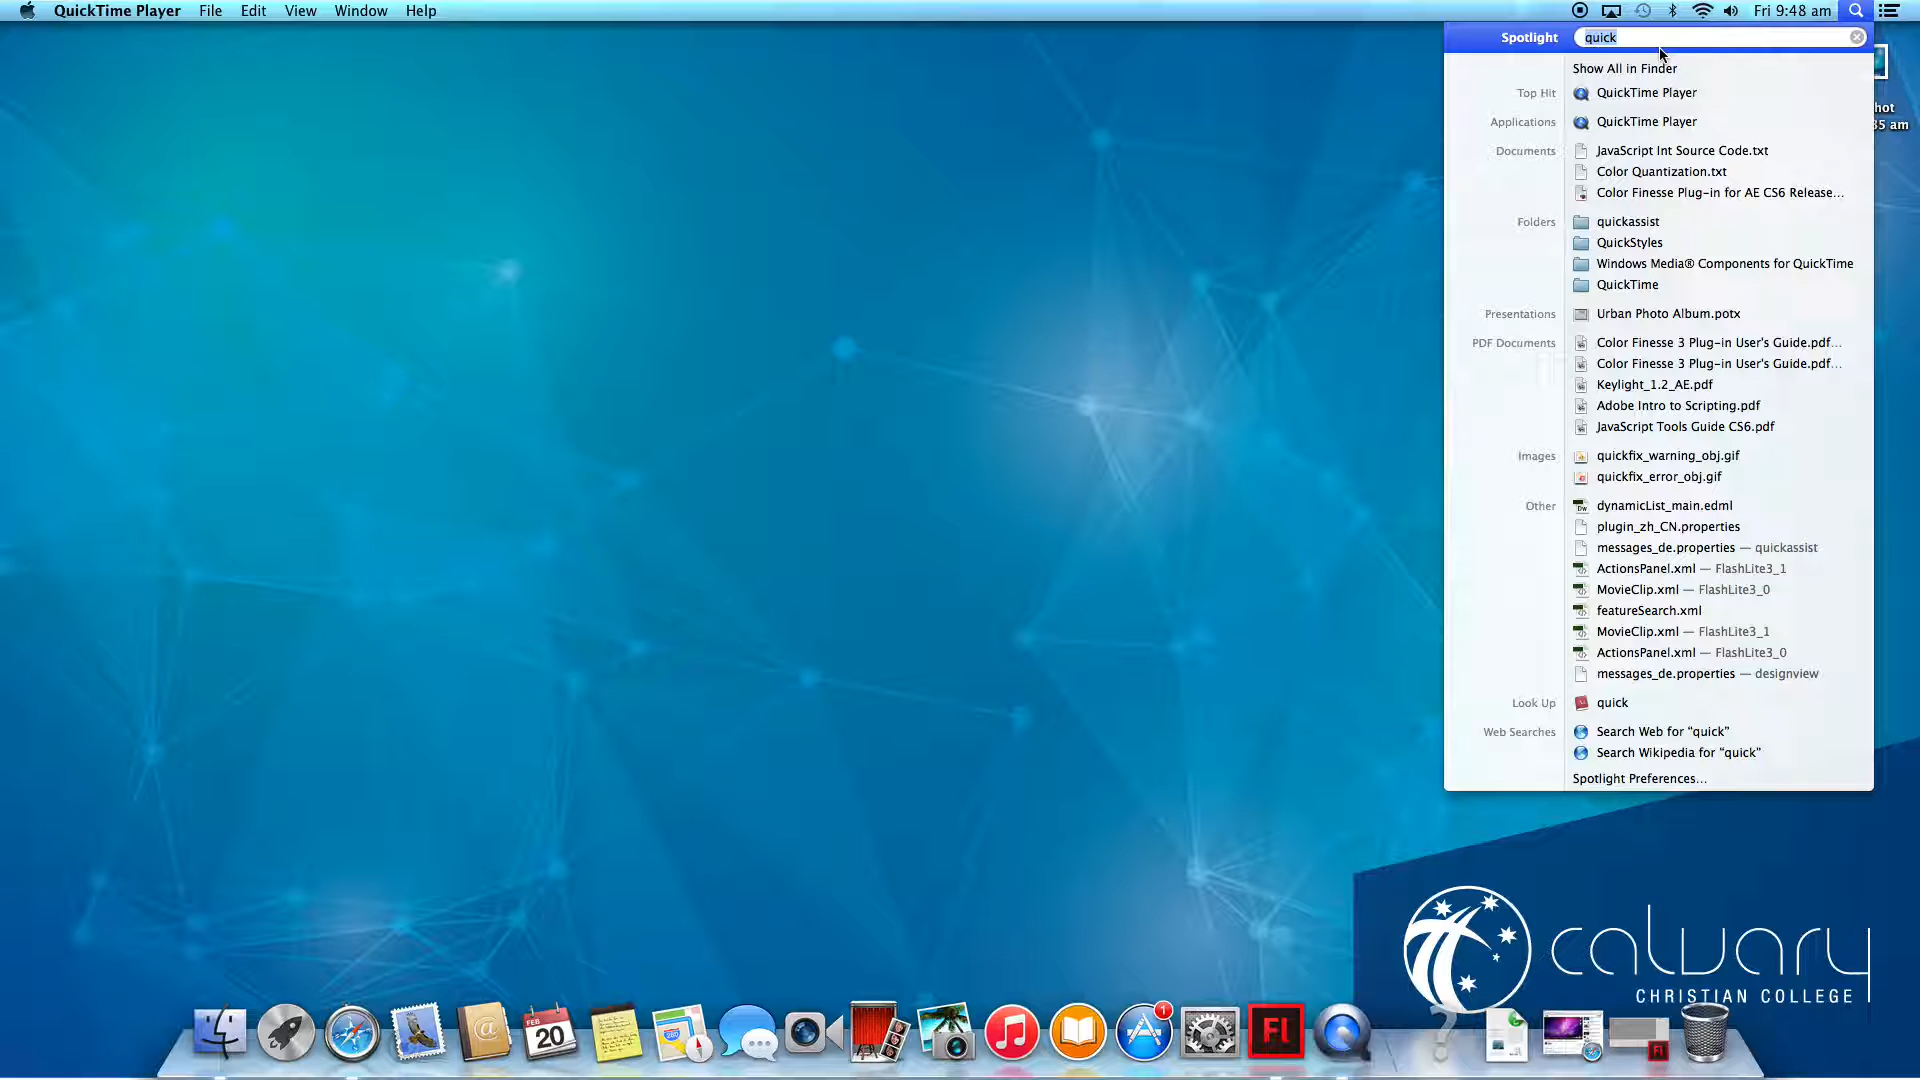 QuickTime Player File Edit View Window Help Fri 9:48 am
Spotlight quick
Show All in Finder
Top Hit QuickTime Player
Applications QuickTime Player
Documents JavaScript Int Source Code.txt
Color Quantization.txt
Color Finesse Plug-in for AE CS6 Release...
Folders quickassist
QuickStyles
Windows Media® Components for QuickTime
QuickTime
Presentations Urban Photo Album.potx
PDF Documents Color Finesse 3 Plug-in User's Guide.pdf...
Color Finesse 3 Plug-in User's Guide.pdf...
Keylight_1.2_AE.pdf
Adobe Intro to Scripting.pdf
JavaScript Tools Guide CS6.pdf
Images quickfix_warning_obj.gif
quickfix_error_obj.gif
Other dynamicList_main.edml
plugin_zh_CN.properties
messages_de.properties — quickassist
ActionsPanel.xml — FlashLite3_1
MovieClip.xml — FlashLite3_0
featureSearch.xml
MovieClip.xml — FlashLite3_1
ActionsPanel.xml — FlashLite3_0
messages_de.properties — designview
Look Up quick
Web Searches Search Web for “quick”
Search Wikipedia for “quick”
Spotlight Preferences...
hot
35 am
calvary
CHRISTIAN COLLEGE
FEB
20
@
1
Fl
Fl